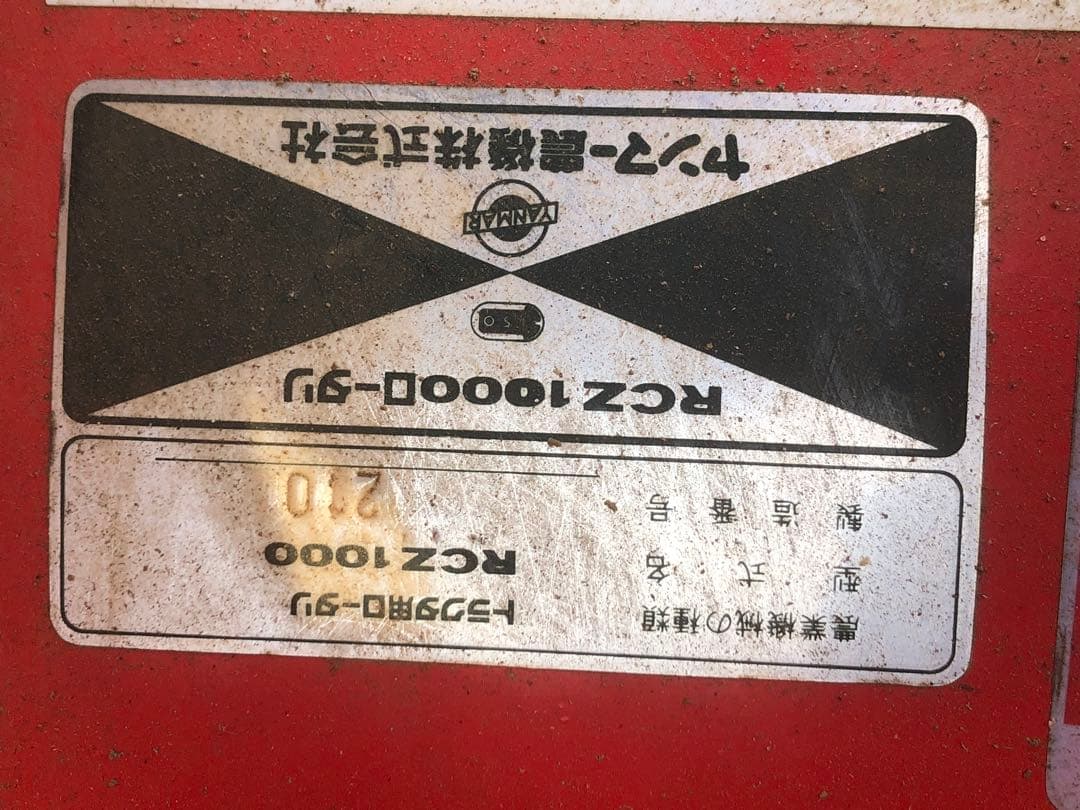 農業機械の種類 トラクタ用ロータリ
型式名 RCZ1000
製造番号 210
RCZ1000ロータリ
YANMAR
ヤンマー農機株式会社